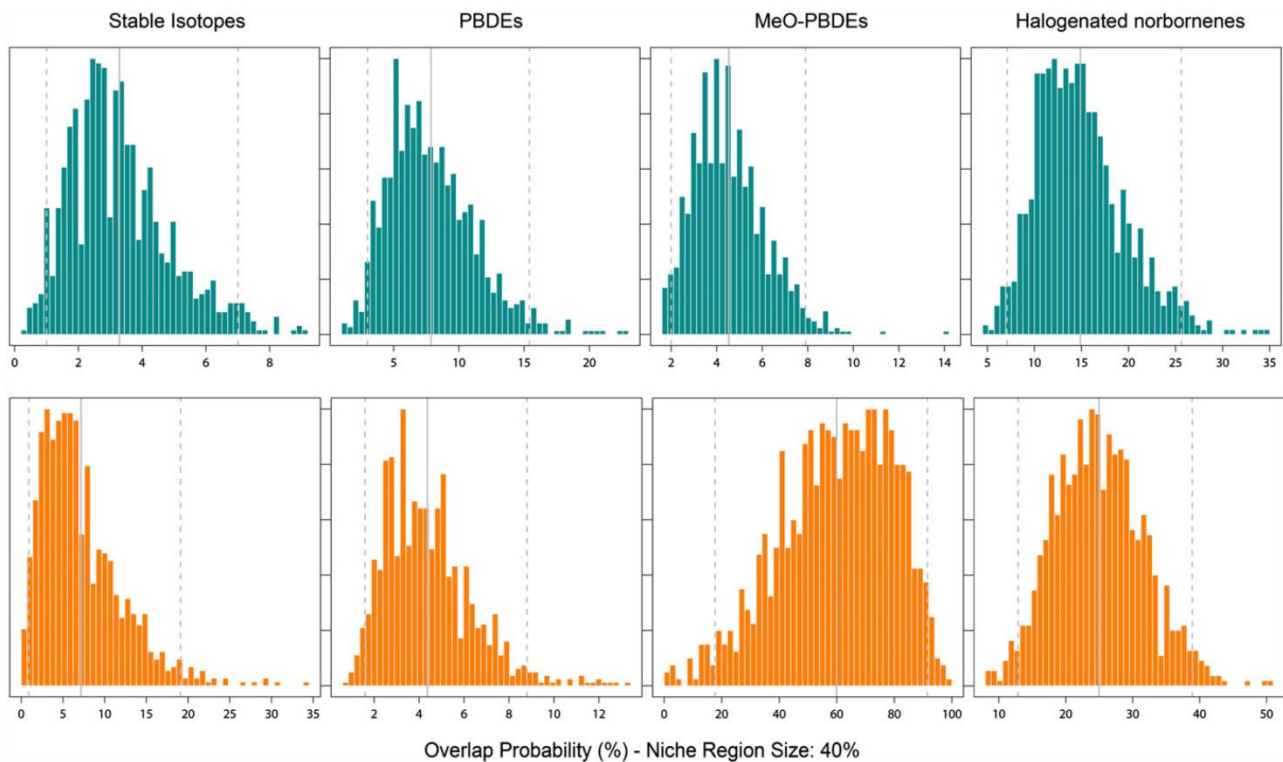 Stable Isotopes PBDEs MeO-PBDEs Halogenated norbornenes
0 2 4 6 8 5 10 15 20 2 4 6 8 10 12 14 5 10 15 20 25 30 35
0 5 10 15 20 25 30 35 2 4 6 8 10 12 0 20 40 60 80 100 10 20 30 40 50
Overlap Probability (%) - Niche Region Size: 40%